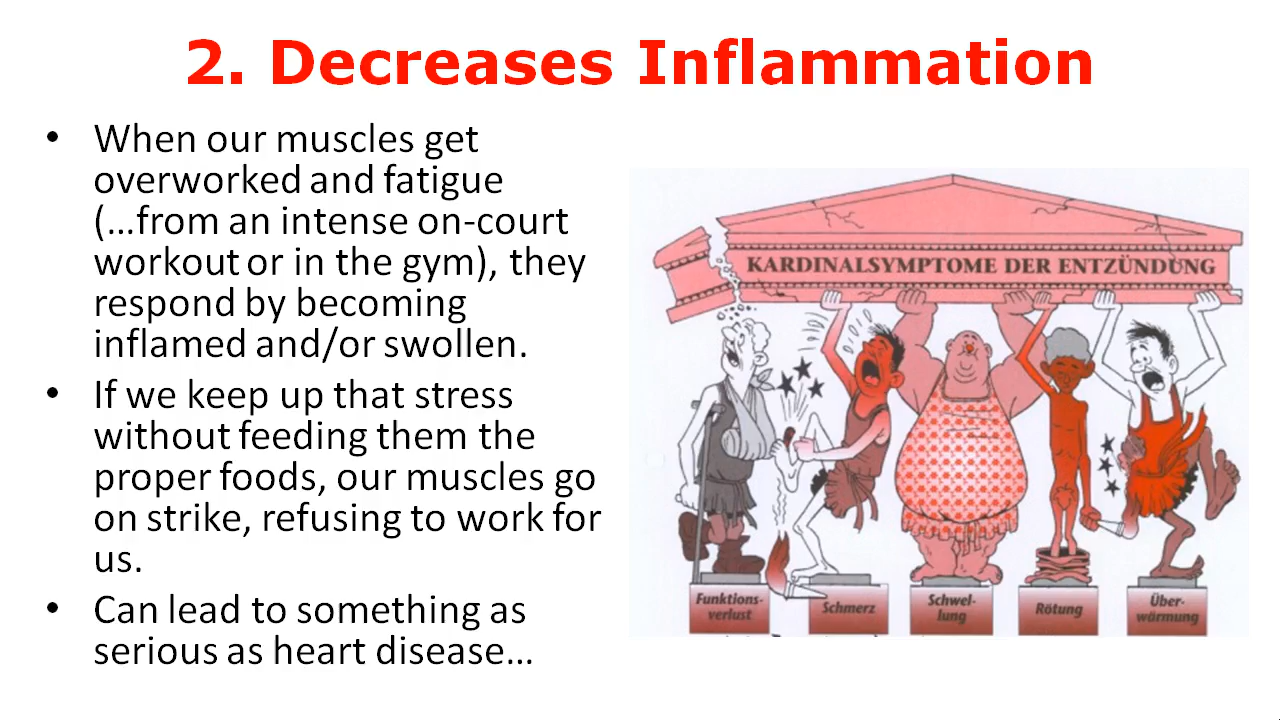 2. Decreases Inflammation
• When our muscles get
overworked and fatigue
(...from an intense on-court
workout or in the gym), they
respond by becoming
inflamed and/or swollen.
• If we keep up that stress
without feeding them the
proper foods, our muscles go
on strike, refusing to work for
us.
• Can lead to something as
serious as heart disease...
KARDINALSYMPTOME DER ENTZÜNDUNG
Funktions-
verlust
Schmerz
Schwel-
lung
Rötung
Über-
wärmung